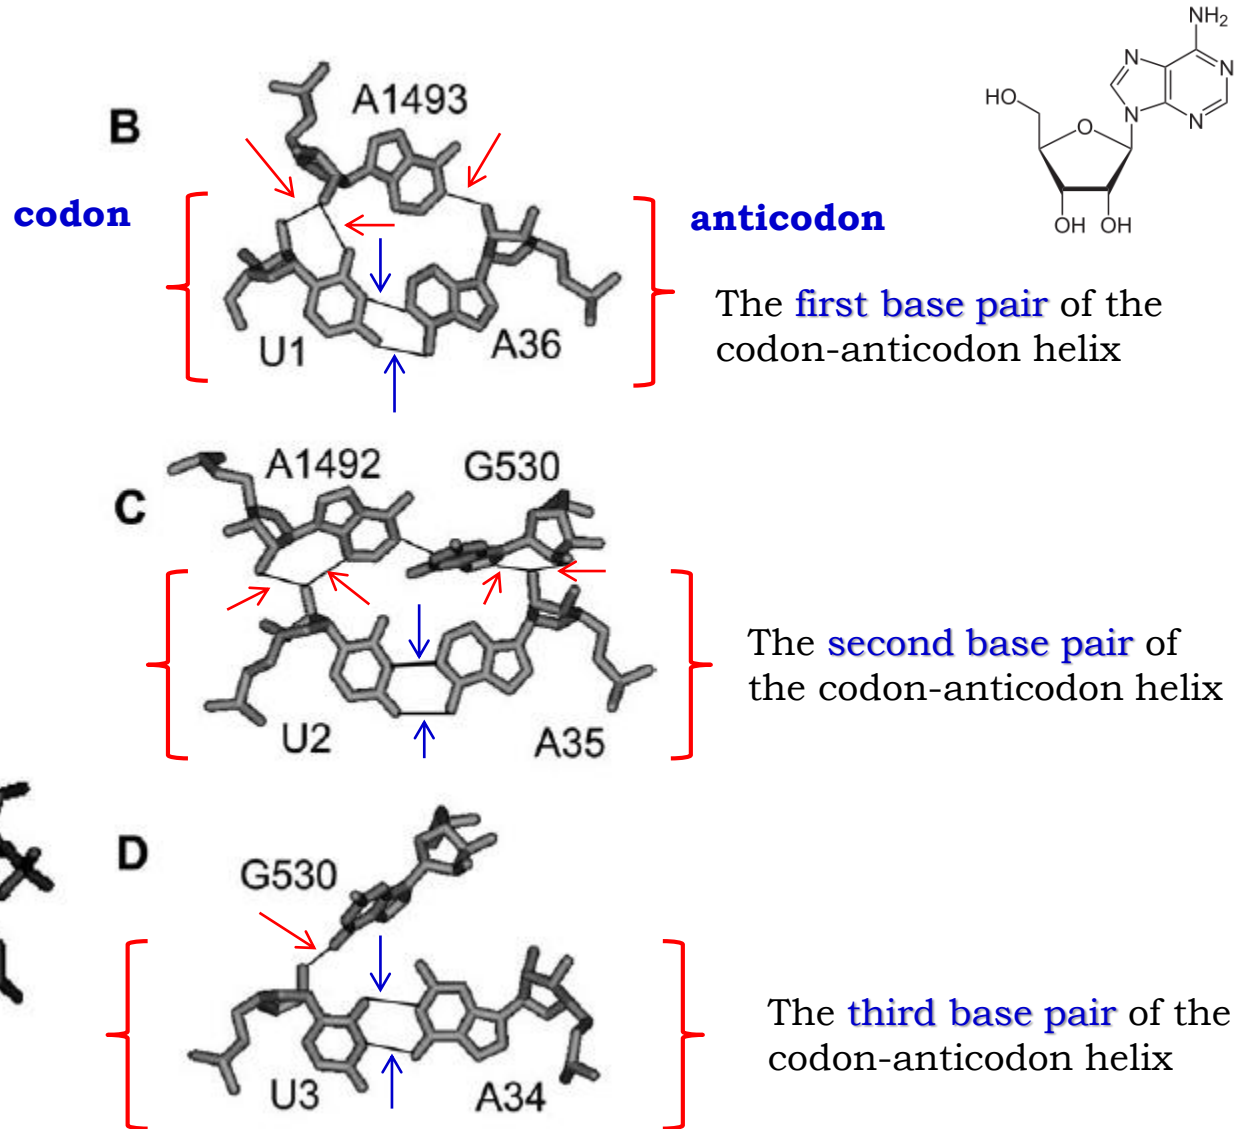 NH2
N
N
N
N
HO
O
OH OH
B
A1493
codon
anticodon
U1
A36
The first base pair of the
codon-anticodon helix
C
A1492
G530
U2
A35
The second base pair of
the codon-anticodon helix
D
G530
U3
A34
The third base pair of the
codon-anticodon helix